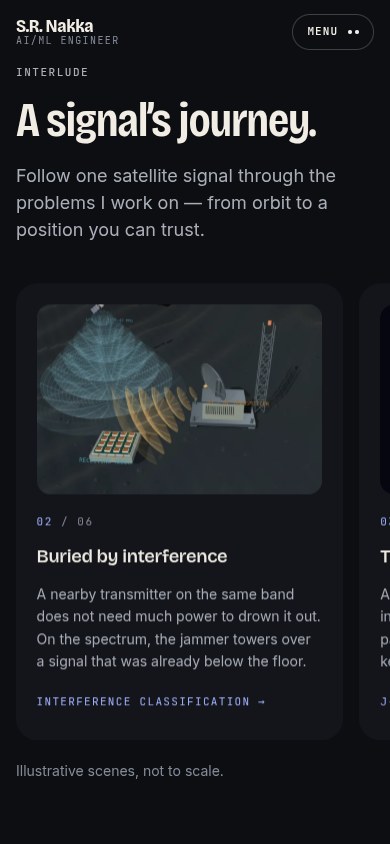 S.R. Nakka
AI/ML ENGINEER
MENU
INTERLUDE
A signal's journey.
Follow one satellite signal through the
problems I work on — from orbit to a
position you can trust.
02 / 06
Buried by interference
A nearby transmitter on the same band
does not need much power to drown it out.
On the spectrum, the jammer towers over
a signal that was already below the floor.
INTERFERENCE CLASSIFICATION →
Illustrative scenes, not to scale.